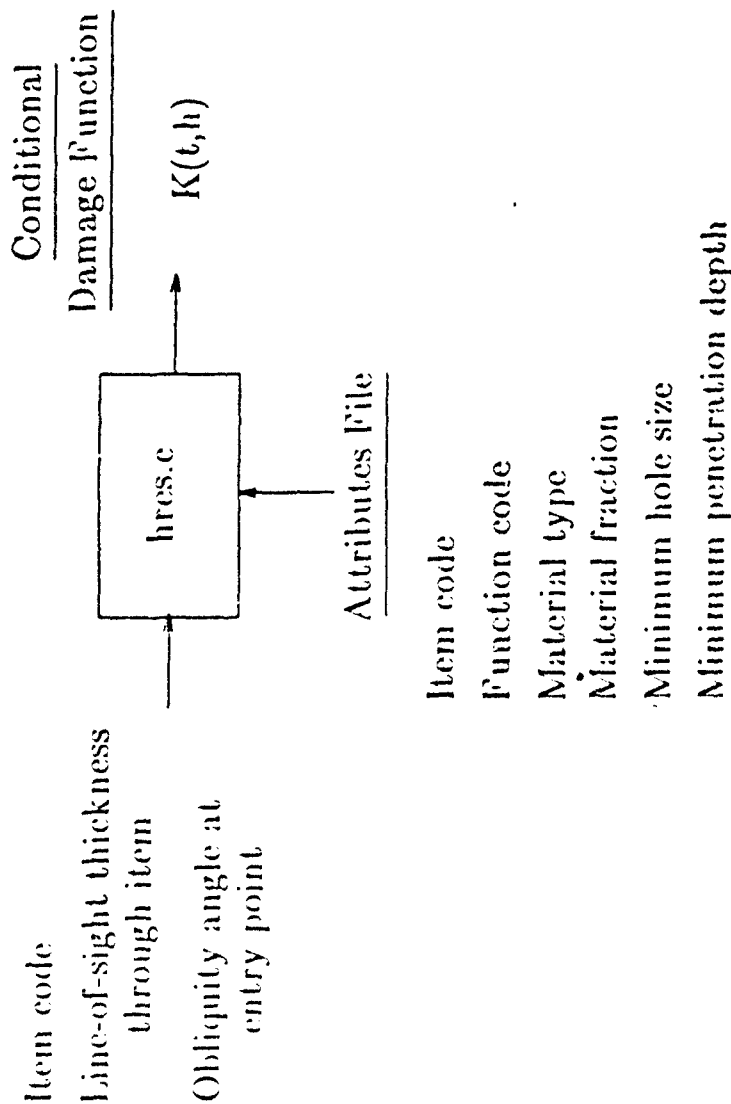 Item code
Line-of-sight thickness
through item
Obliquity angle at
entry point
hres.c
Conditional
Damage Function
K(t,h)
Attributes File
Item code
Function code
Material type
Material fraction
Minimum hole size
Minimum penetration depth